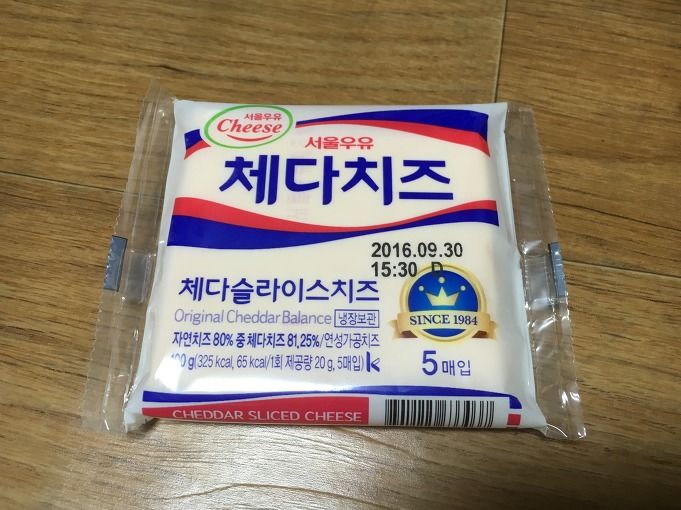 서울우유
Cheese
서울우유
체다치즈
2016.09.30
15:30 D
체다슬라이스치즈
Original Cheddar Balance 냉장보관
SINCE 1984
자연치즈 80% 중 체다치즈 81,25%/연성가공치즈
100g(325 kcal, 65 kcal/1회 제공량 20g, 5매입)
5매입
CHEDDAR SLICED CHEESE